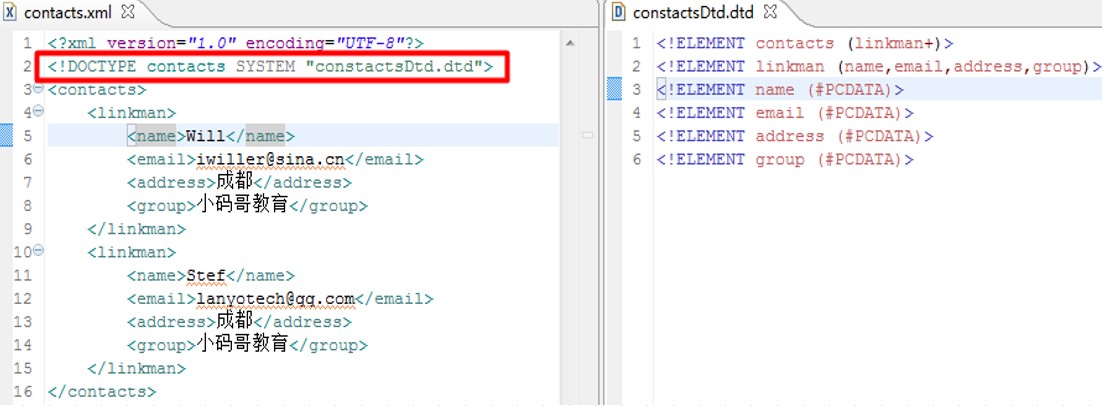 contacts.xml
1 <?xml version="1.0" encoding="UTF-8"?>
2 <!DOCTYPE contacts SYSTEM "constactsDtd.dtd">
3 <contacts>
4 <linkman>
5 <name>Will</name>
6 <email>iwiller@sina.cn</email>
7 <address>成都</address>
8 <group>小码哥教育</group>
9 </linkman>
10 <linkman>
11 <name>Stef</name>
12 <email>lanyotech@qq.com</email>
13 <address>成都</address>
14 <group>小码哥教育</group>
15 </linkman>
16 </contacts>
constactsDtd.dtd
1 <!ELEMENT contacts (linkman+)>
2 <!ELEMENT linkman (name,email,address,group)>
3 <!ELEMENT name (#PCDATA)>
4 <!ELEMENT email (#PCDATA)>
5 <!ELEMENT address (#PCDATA)>
6 <!ELEMENT group (#PCDATA)>